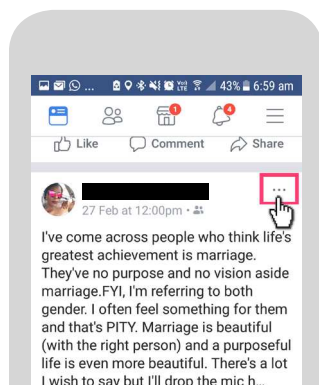 ... Vo)) LTE 43% 6:59 am
Like Comment Share
27 Feb at 12:00pm •
I've come across people who think life's
greatest achievement is marriage.
They've no purpose and no vision aside
marriage.FYI, I'm referring to both
gender. I often feel something for them
and that's PITY. Marriage is beautiful
(with the right person) and a purposeful
life is even more beautiful. There's a lot
I wish to say but I'll drop the mic h...